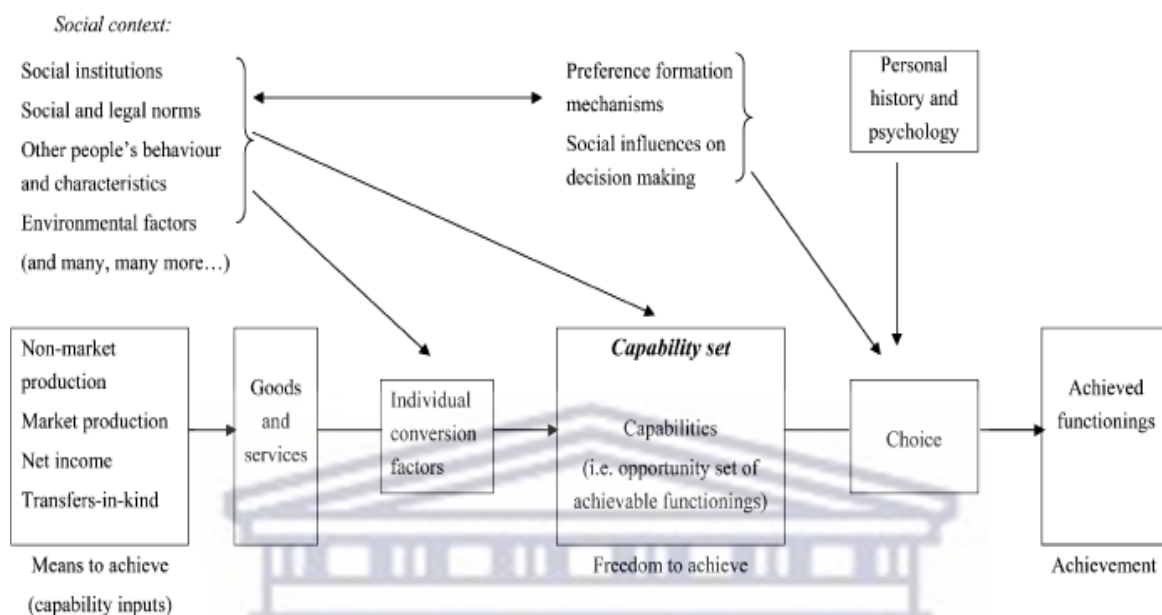 Social context:
Social institutions
Social and legal norms
Other people’s behaviour
and characteristics
Environmental factors
(and many, many more…)
Preference formation
mechanisms
Social influences on
decision making
Personal
history and
psychology
Non-market
production
Market production
Net income
Transfers-in-kind
Goods
and
services
Individual
conversion
factors
Capability set
Capabilities
(i.e. opportunity set of
achievable functionings)
Choice
Achieved
functionings
Means to achieve
(capability inputs)
Freedom to achieve
Achievement